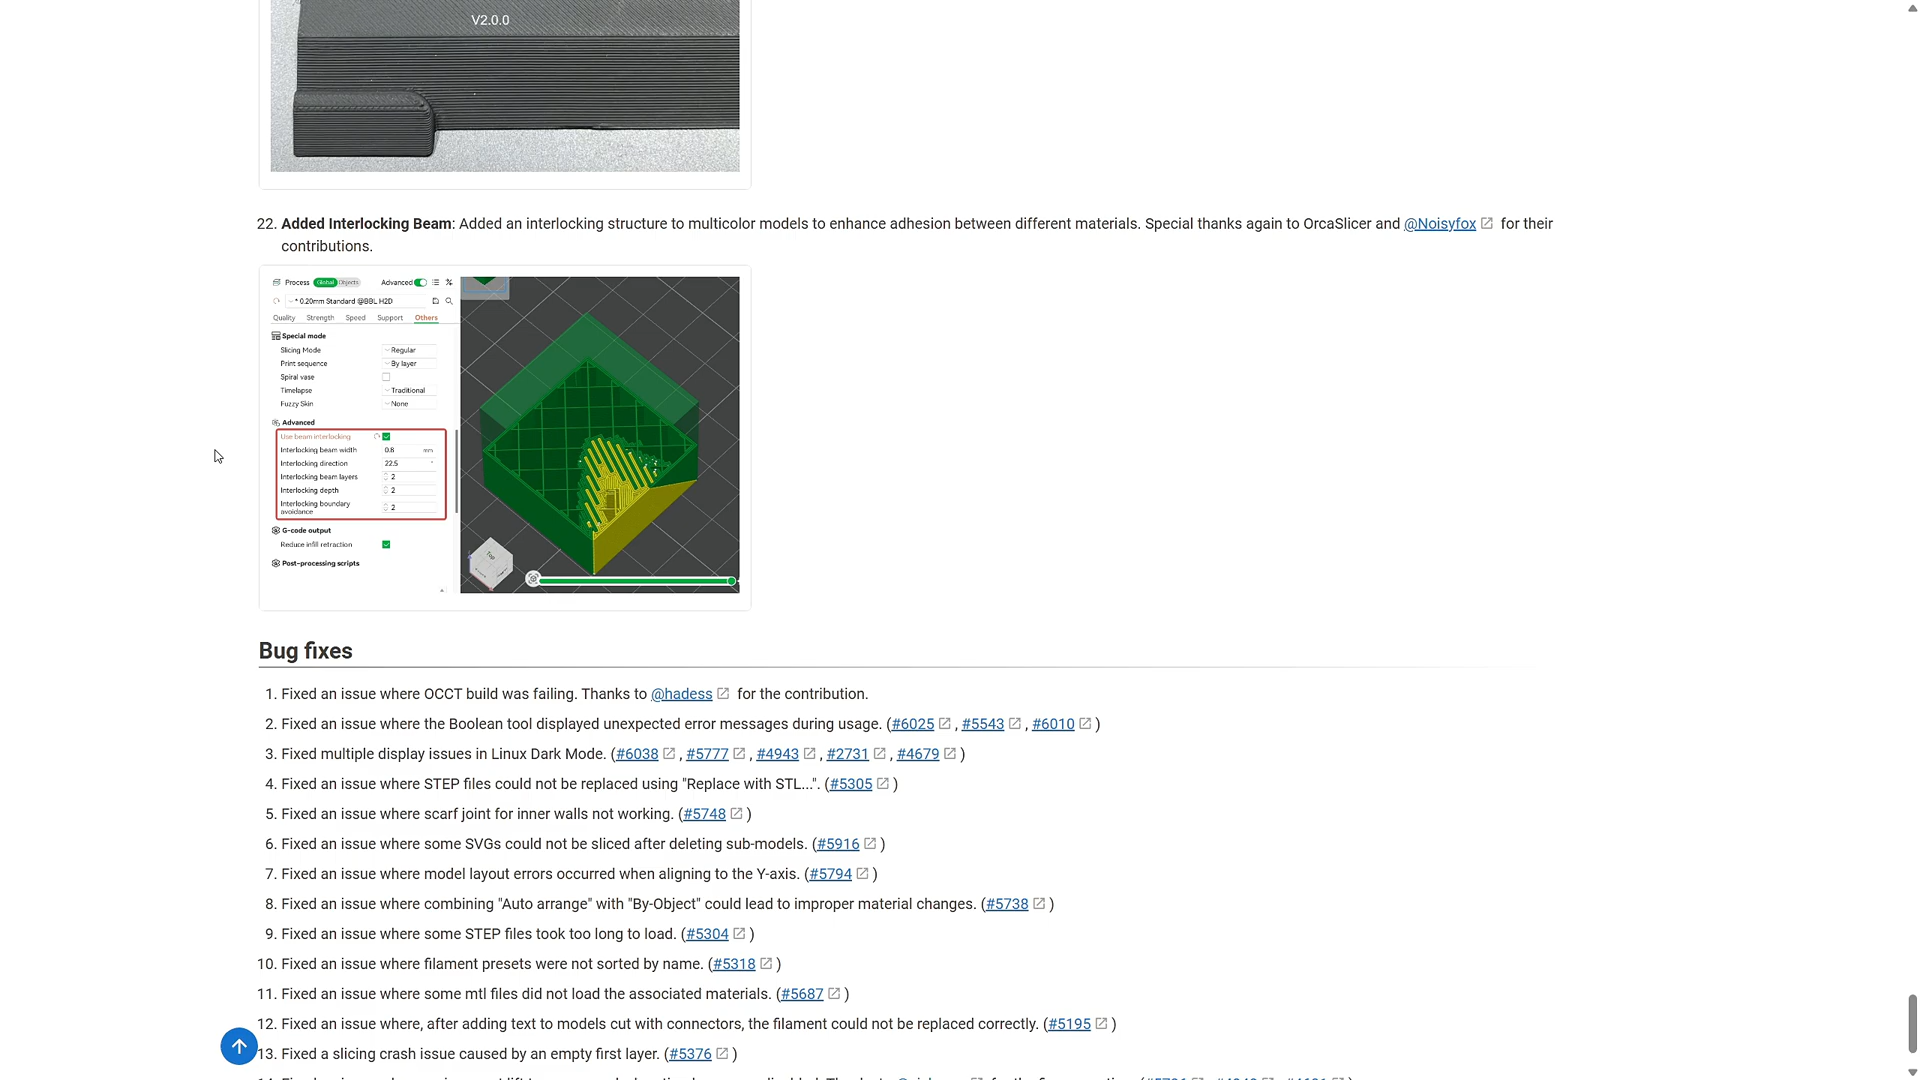 V2.0.0
22. Added Interlocking Beam: Added an interlocking structure to multicolor models to enhance adhesion between different materials. Special thanks again to OrcaSlicer and @Noisyfox for their
contributions.
Process Global Objects Advanced
* 0.20mm Standard @BBL H2D
Quality Strength Speed Support Others
Special mode
Slicing Mode Regular
Print sequence By layer
Spiral vase
Timelapse Traditional
Fuzzy Skin None
Advanced
Use beam interlocking
Interlocking beam width 0.8 mm
Interlocking direction 22.5 °
Interlocking beam layers 2
Interlocking depth 2
Interlocking boundary
avoidance 2
G-code output
Reduce infill retraction
Post-processing scripts
Top
Bug fixes
1. Fixed an issue where OCCT build was failing. Thanks to @hadess for the contribution.
2. Fixed an issue where the Boolean tool displayed unexpected error messages during usage. (#6025 , #5543 , #6010 )
3. Fixed multiple display issues in Linux Dark Mode. (#6038 , #5777 , #4943 , #2731 , #4679 )
4. Fixed an issue where STEP files could not be replaced using "Replace with STL...". (#5305 )
5. Fixed an issue where scarf joint for inner walls not working. (#5748 )
6. Fixed an issue where some SVGs could not be sliced after deleting sub-models. (#5916 )
7. Fixed an issue where model layout errors occurred when aligning to the Y-axis. (#5794 )
8. Fixed an issue where combining "Auto arrange" with "By-Object" could lead to improper material changes. (#5738 )
9. Fixed an issue where some STEP files took too long to load. (#5304 )
10. Fixed an issue where filament presets were not sorted by name. (#5318 )
11. Fixed an issue where some mtl files did not load the associated materials. (#5687 )
12. Fixed an issue where, after adding text to models cut with connectors, the filament could not be replaced correctly. (#5195 )
13. Fixed a slicing crash issue caused by an empty first layer. (#5376 )